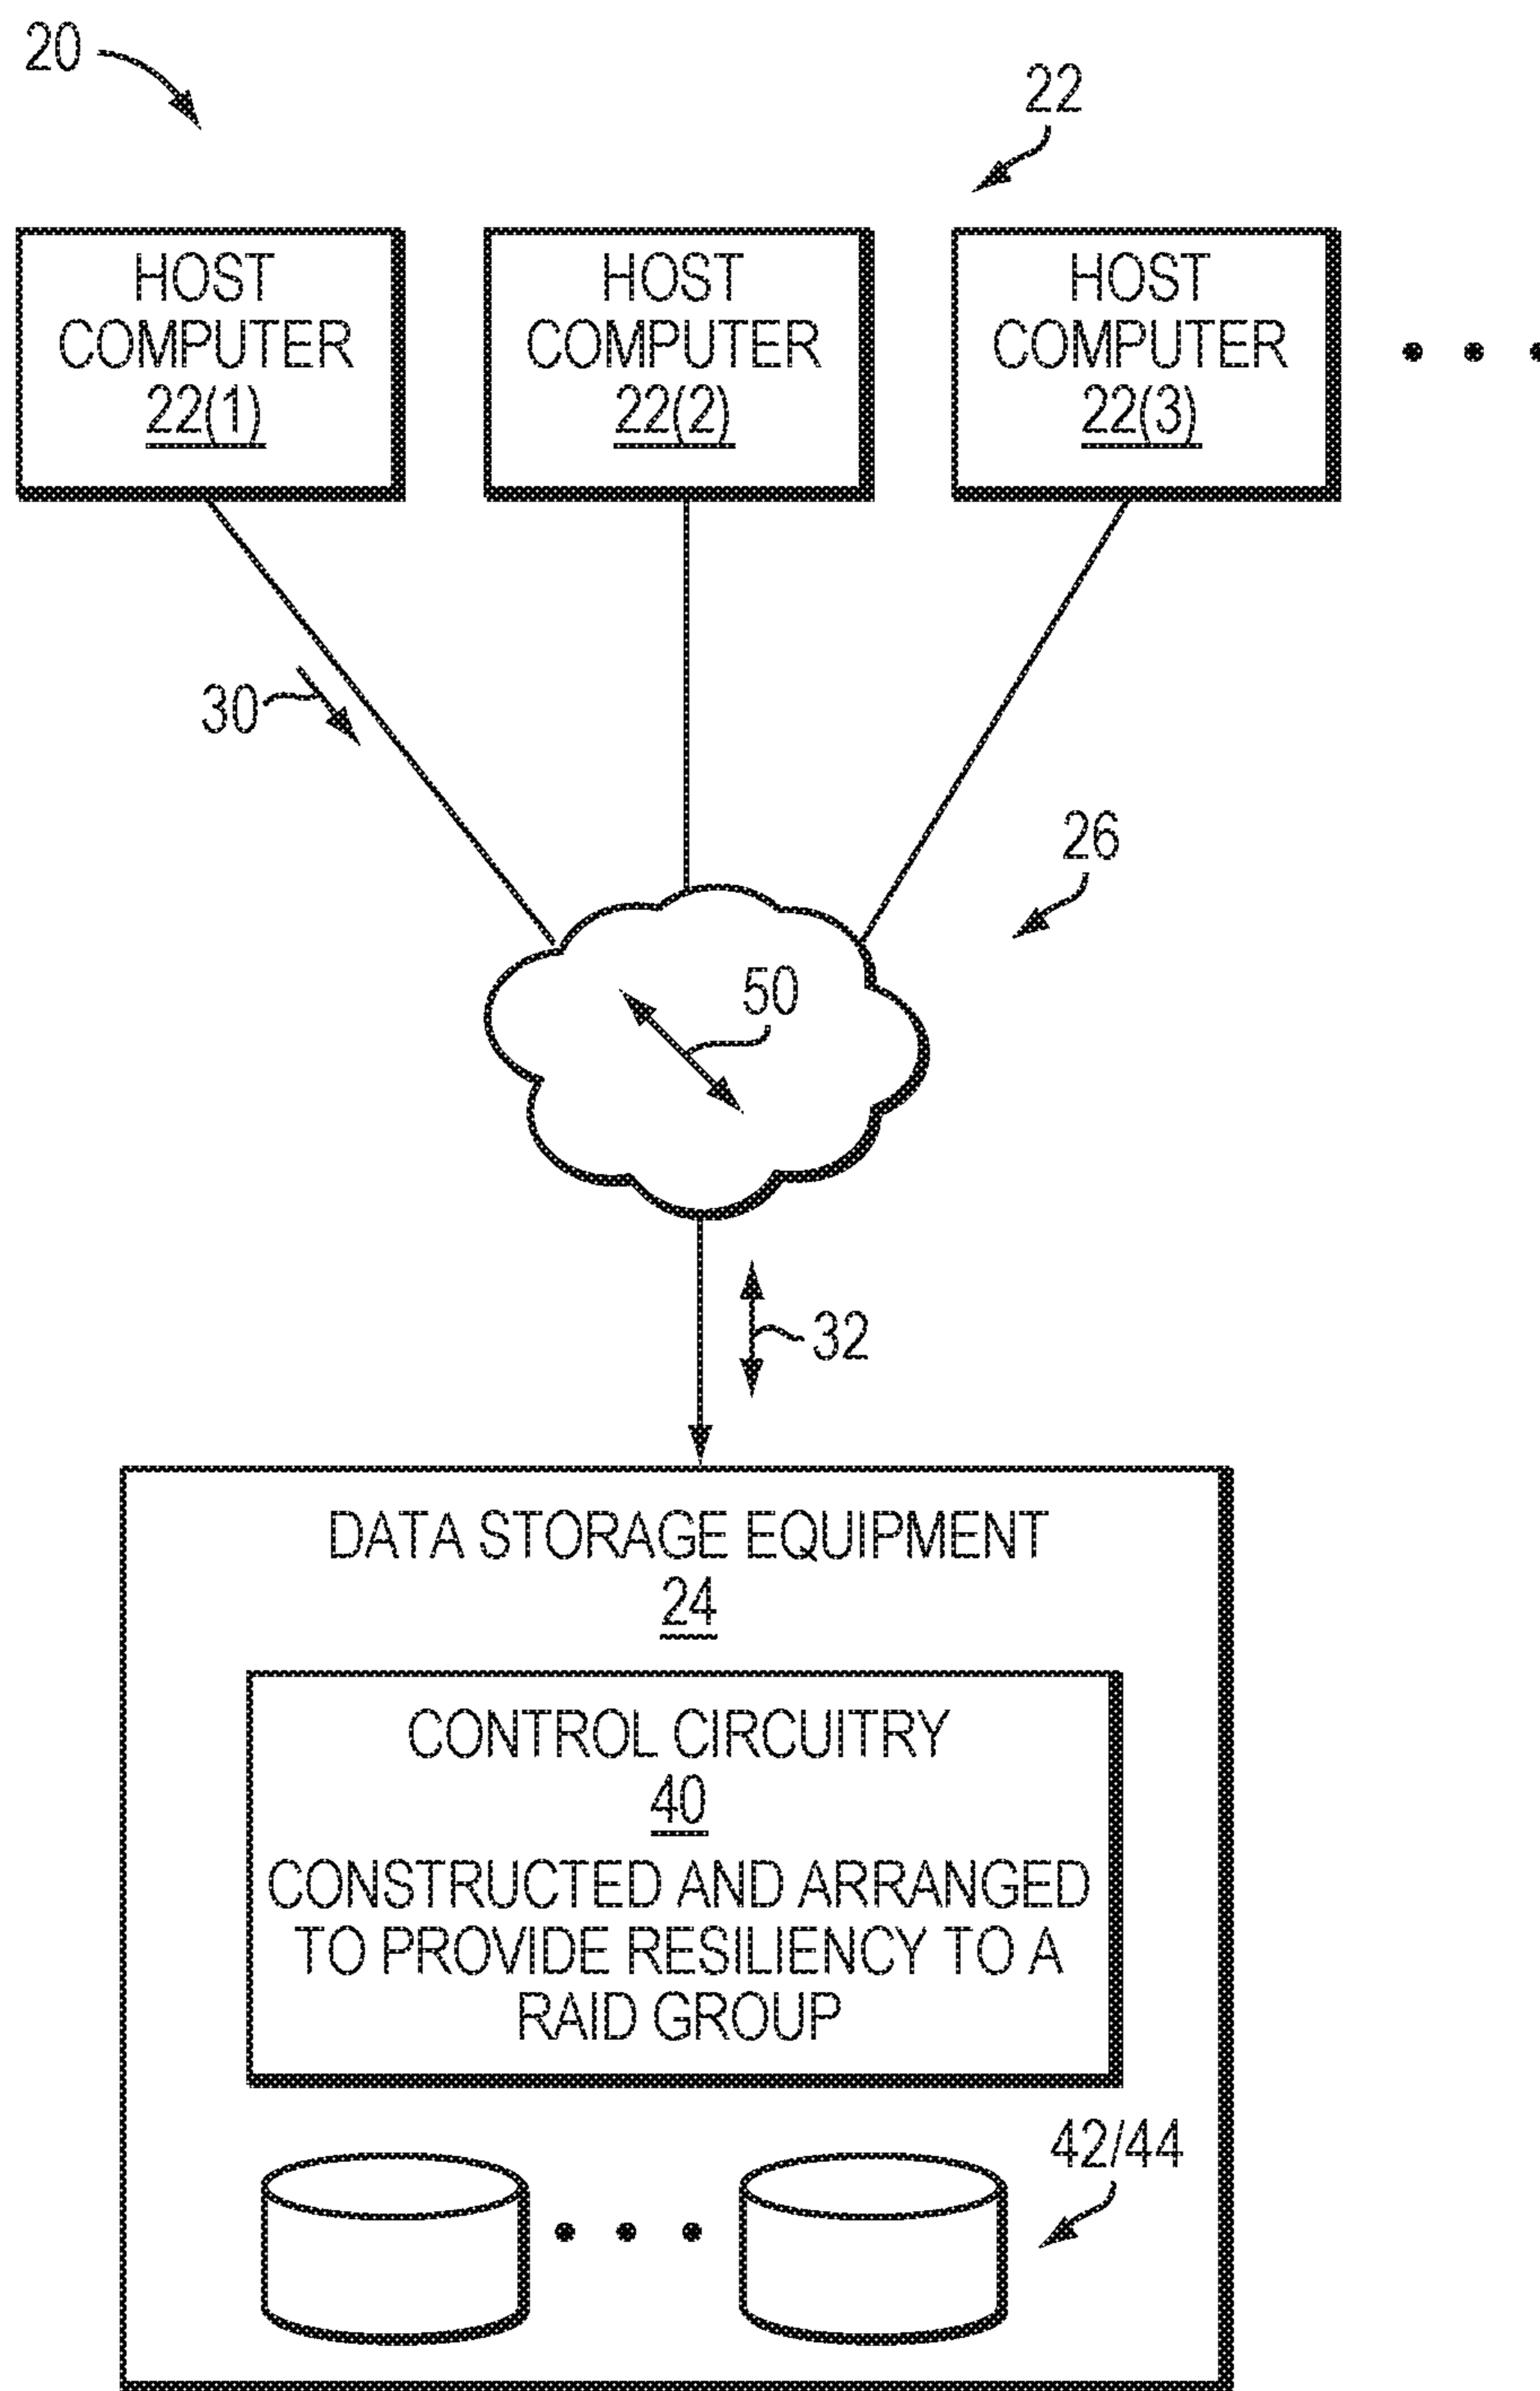 20
22
HOST
COMPUTER
22(1)
HOST
COMPUTER
22(2)
HOST
COMPUTER
22(3)
30
26
50
32
DATA STORAGE EQUIPMENT
24
CONTROL CIRCUITRY
40
CONSTRUCTED AND ARRANGED
TO PROVIDE RESILIENCY TO A
RAID GROUP
42/44